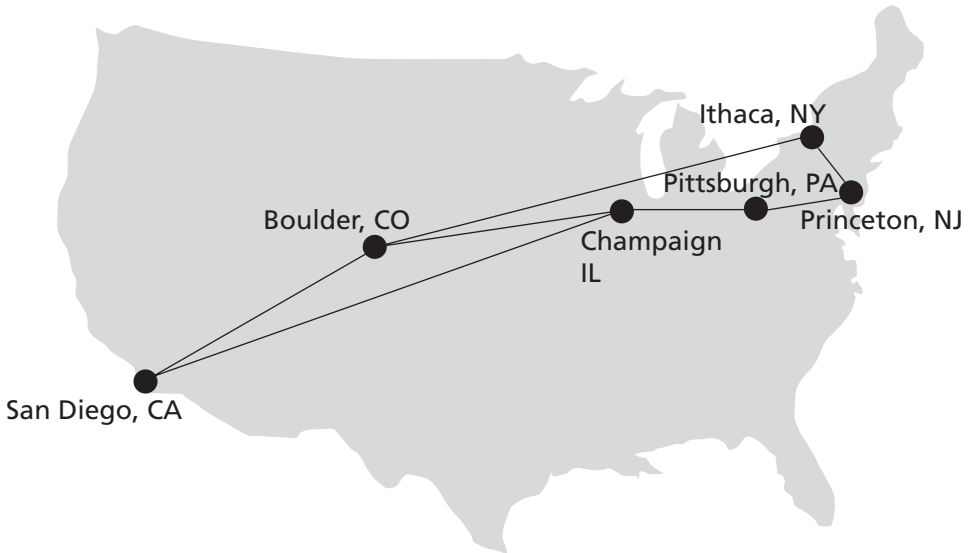 Ithaca, NY
Pittsburgh, PA
Boulder, CO
Princeton, NJ
Champaign
IL
San Diego, CA